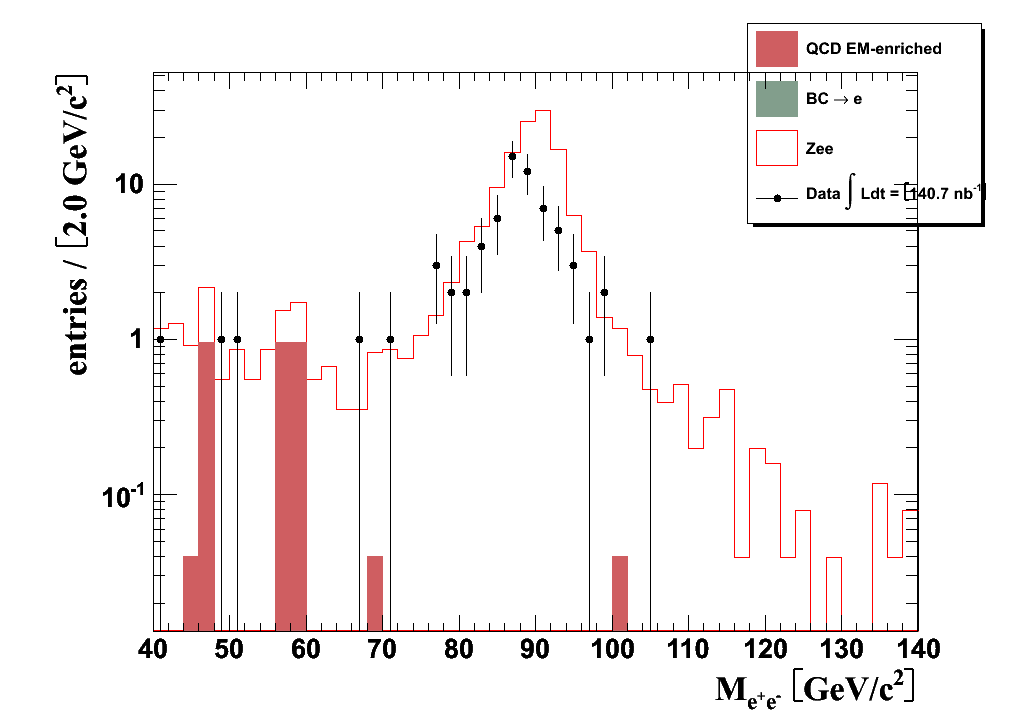 QCD EM-enriched
BC → e
Zee
Data ∫ Ldt = [140.7 nb⁻¹]
entries / [2.0 GeV/c²]
10
1
10⁻¹
40 50 60 70 80 90 100 110 120 130 140
M_e⁺e⁻ [GeV/c²]